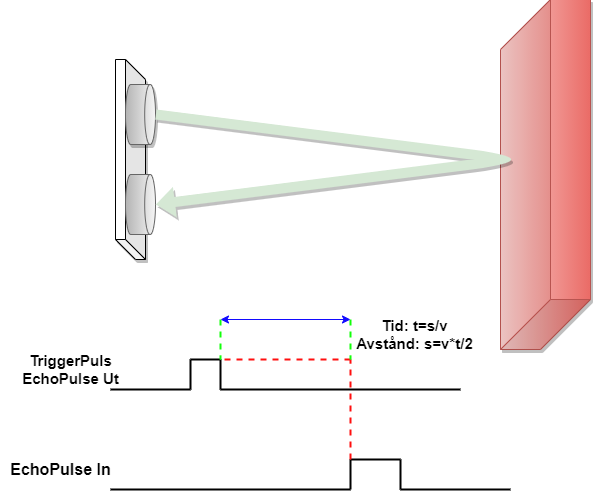 Tid: t=s/v
Avstånd: s=v*t/2
TriggerPuls
EchoPulse Ut
EchoPulse In